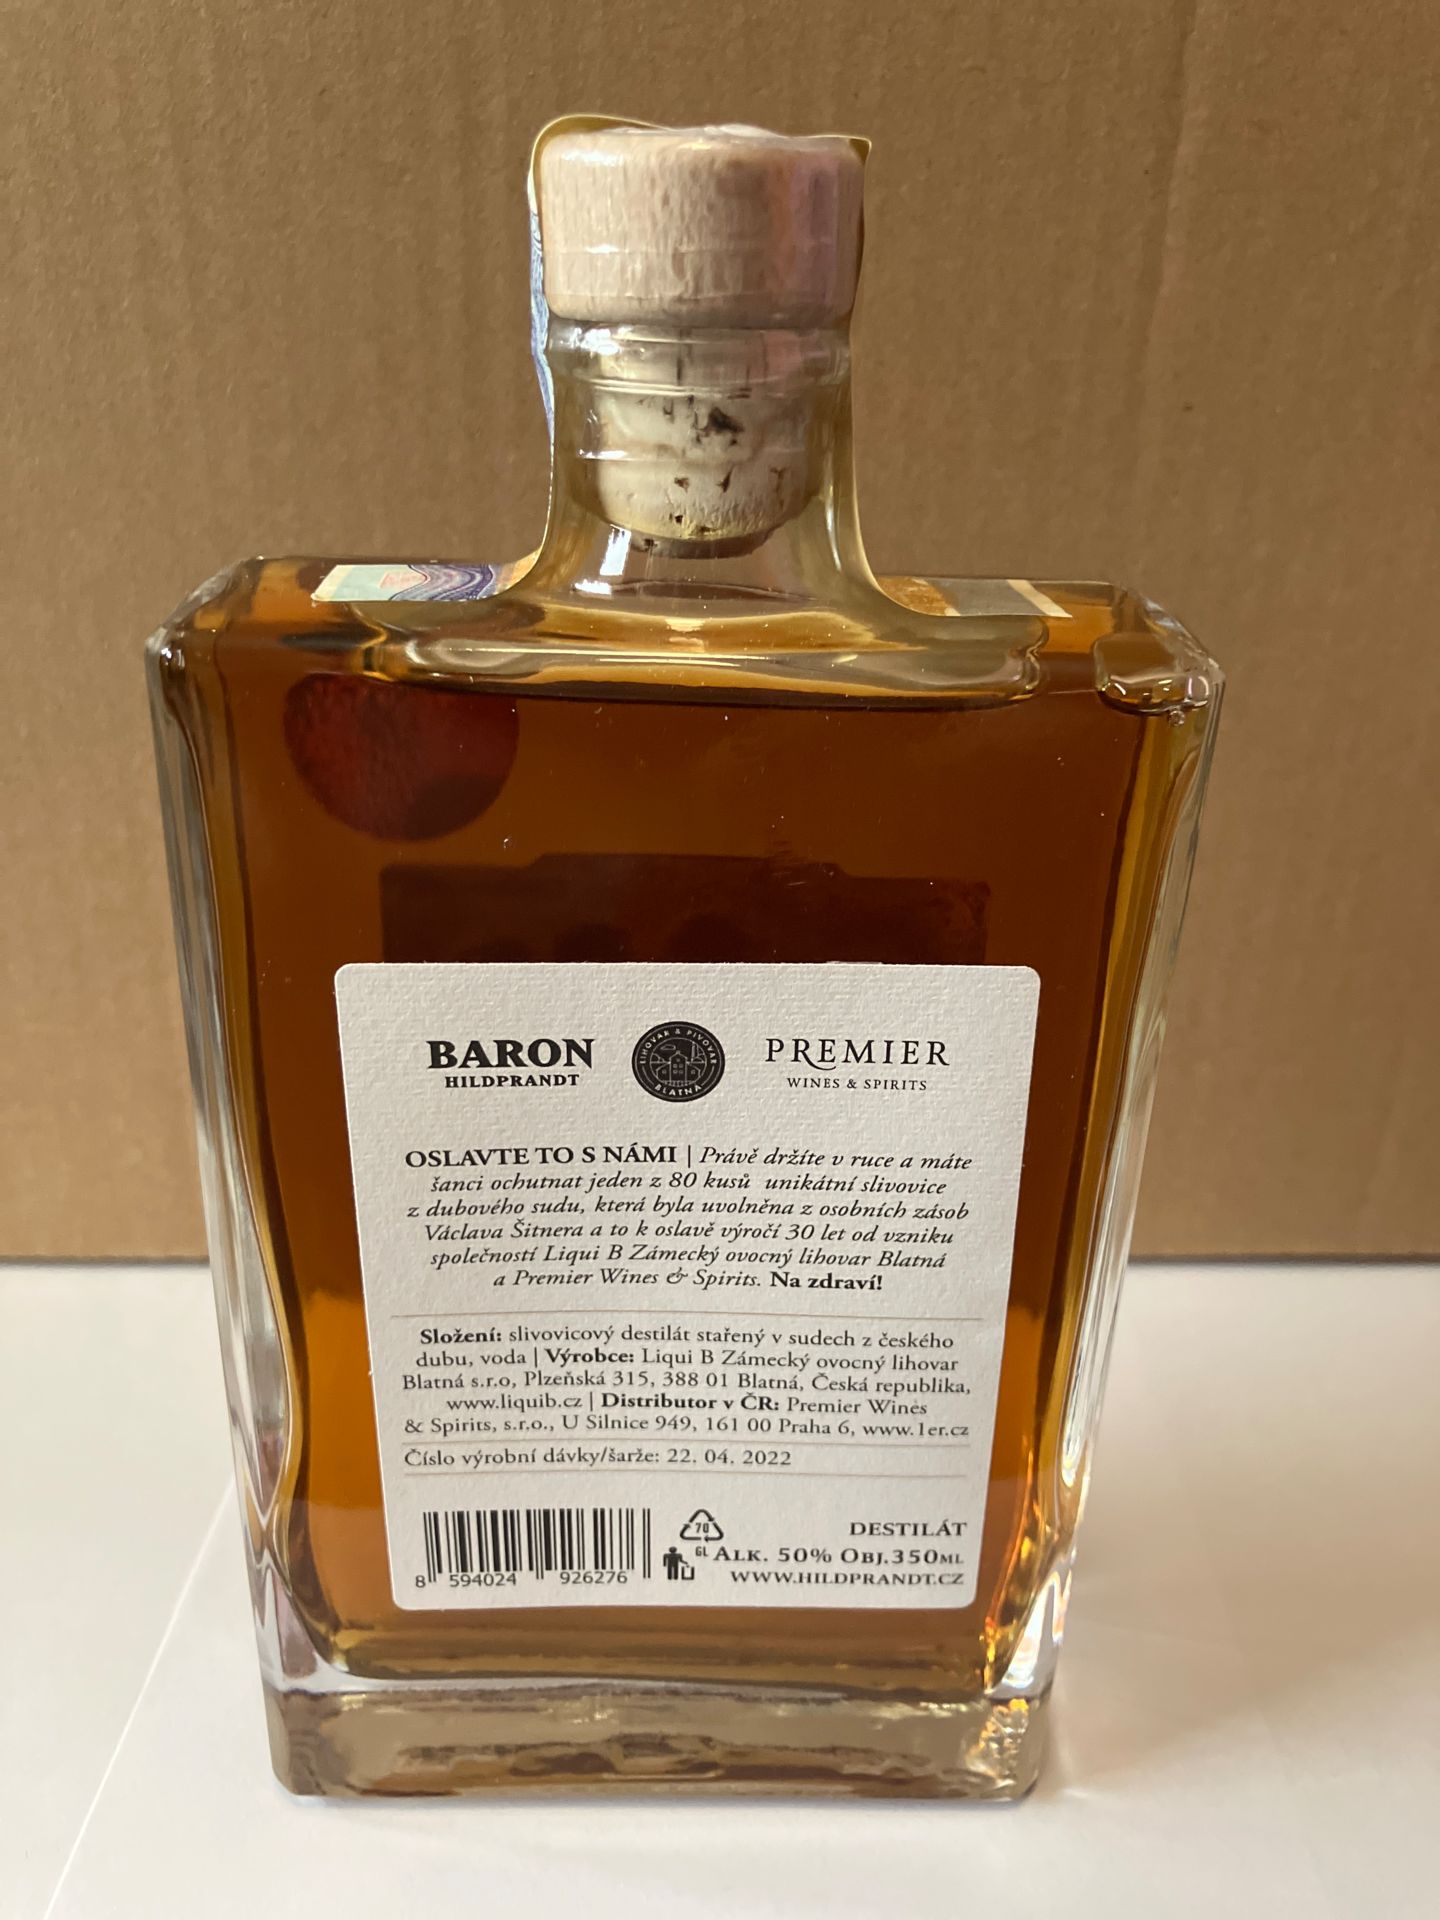 BARON
HILDPRANDT
LIHOVAR & PIVOVAR
BLATNÁ
PREMIER
WINES & SPIRITS
OSLAVTE TO S NÁMI | Právě držíte v ruce a máte
šanci ochutnat jeden z 80 kusů unikátní slivovice
z dubového sudu, která byla uvolněna z osobních zásob
Václava Šitnera a to k oslavě výročí 30 let od vzniku
společností Liqui B Zámecký ovocný lihovar Blatná
a Premier Wines & Spirits. Na zdraví!
Složení: slivovicový destilát stařený v sudech z českého
dubu, voda | Výrobce: Liqui B Zámecký ovocný lihovar
Blatná s.r.o, Plzeňská 315, 388 01 Blatná, Česká republika,
www.liquib.cz | Distributor v ČR: Premier Wines
& Spirits, s.r.o., U Silnice 949, 161 00 Praha 6, www.1er.cz
Číslo výrobní dávky/šarže: 22. 04. 2022
8 594024 926276
70
GL
DESTILÁT
ALK. 50% OBJ.350ML
WWW.HILDPRANDT.CZ